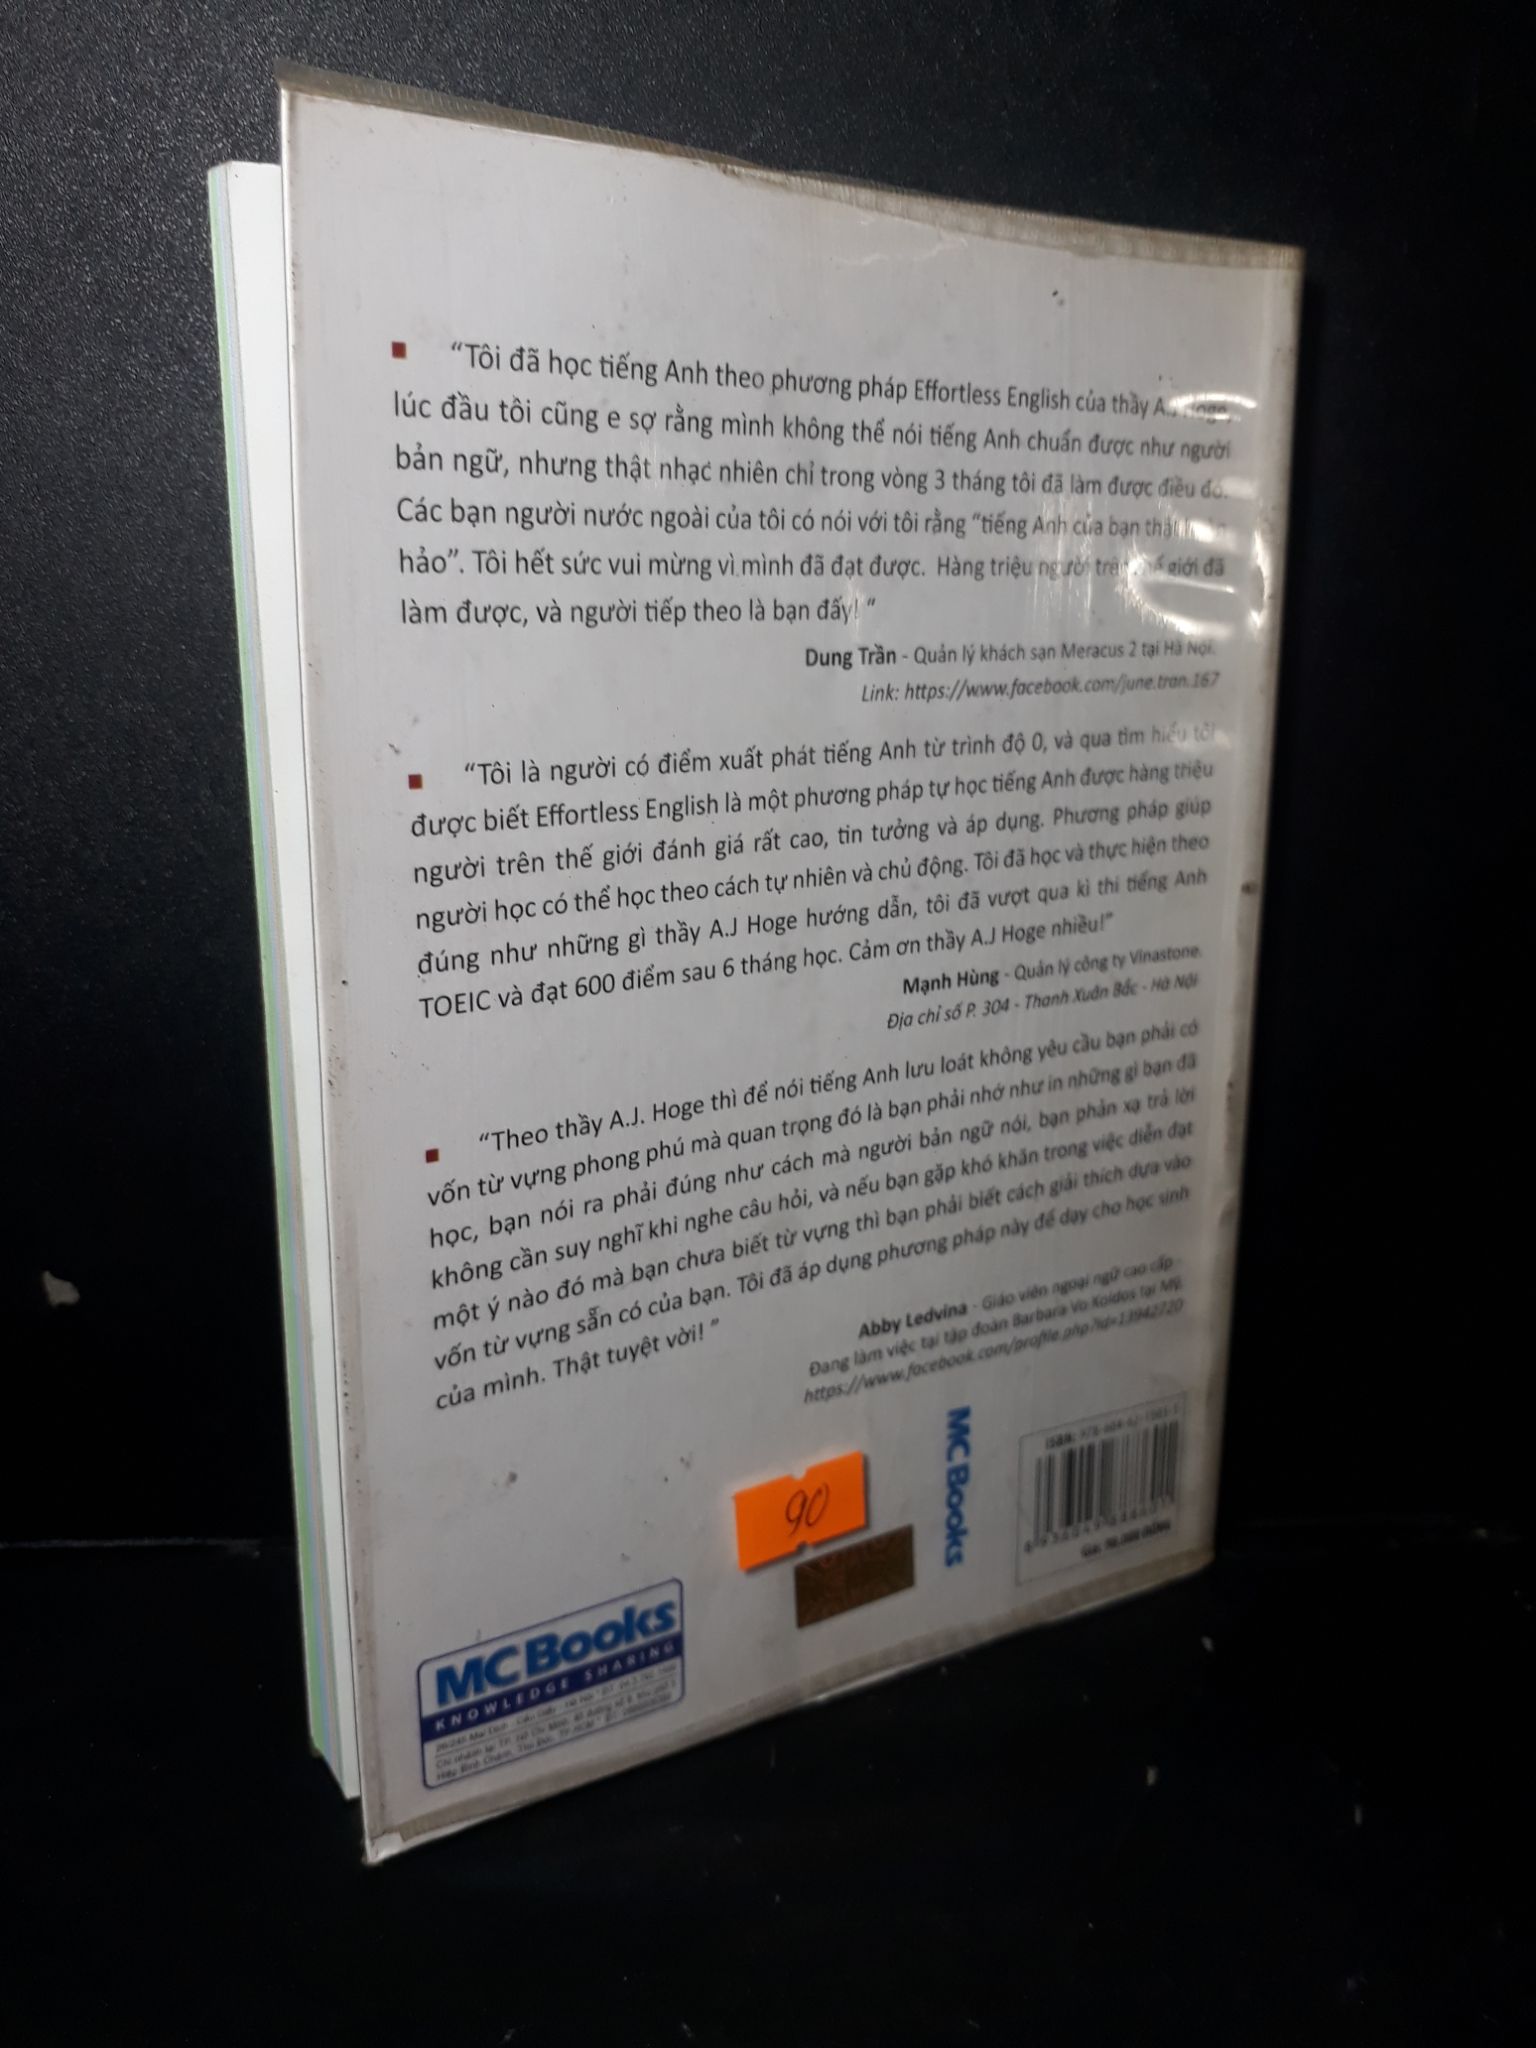 “Tôi đã học tiếng Anh theo phương pháp Effortless English của thầy A.J Hoge,
lúc đầu tôi cũng e sợ rằng mình không thể nói tiếng Anh chuẩn được như người
bản ngữ, nhưng thật nhạc nhiên chỉ trong vòng 3 tháng tôi đã làm được điều đó.
Các bạn người nước ngoài của tôi có nói với tôi rằng “tiếng Anh của bạn thật hoàn
hảo”. Tôi hết sức vui mừng vì mình đã đạt được. Hàng triệu người trên thế giới đã
làm được, và người tiếp theo là bạn đấy! “
Dung Trần - Quản lý khách sạn Meracus 2 tại Hà Nội.
Link: https://www.facebook.com/june.tran.167
“Tôi là người có điểm xuất phát tiếng Anh từ trình độ 0, và qua tìm hiểu tôi
được biết Effortless English là một phương pháp tự học tiếng Anh được hàng triệu
người trên thế giới đánh giá rất cao, tin tưởng và áp dụng. Phương pháp giúp
người học có thể học theo cách tự nhiên và chủ động. Tôi đã học và thực hiện theo
đúng như những gì thầy A.J Hoge hướng dẫn, tôi đã vượt qua kì thi tiếng Anh
TOEIC và đạt 600 điểm sau 6 tháng học. Cảm ơn thầy A.J Hoge nhiều!”
Mạnh Hùng - Quản lý công ty Vinastone.
Địa chỉ số P. 304 - Thanh Xuân Bắc - Hà Nội
“Theo thầy A.J. Hoge thì để nói tiếng Anh lưu loát không yêu cầu bạn phải có
vốn từ vựng phong phú mà quan trọng đó là bạn phải nhớ như in những gì bạn đã
học, bạn nói ra phải đúng như cách mà người bản ngữ nói, bạn phản xạ trả lời
không cần suy nghĩ khi nghe câu hỏi, và nếu bạn gặp khó khăn trong việc diễn đạt
một ý nào đó mà bạn chưa biết từ vựng thì bạn phải biết cách giải thích dựa vào
vốn từ vựng sẵn có của bạn. Tôi đã áp dụng phương pháp này để dạy cho học sinh
của mình. Thật tuyệt vời! ”
Abby Ledvina - Giáo viên ngoại ngữ cao cấp -
Đang làm việc tại tập đoàn Barbara Vo Koidos tại Mỹ.
https://www.facebook.com/profile.php?id=13942720
MC Books
ISBN:
90
MCBooks
KNOWLEDGE SHARING